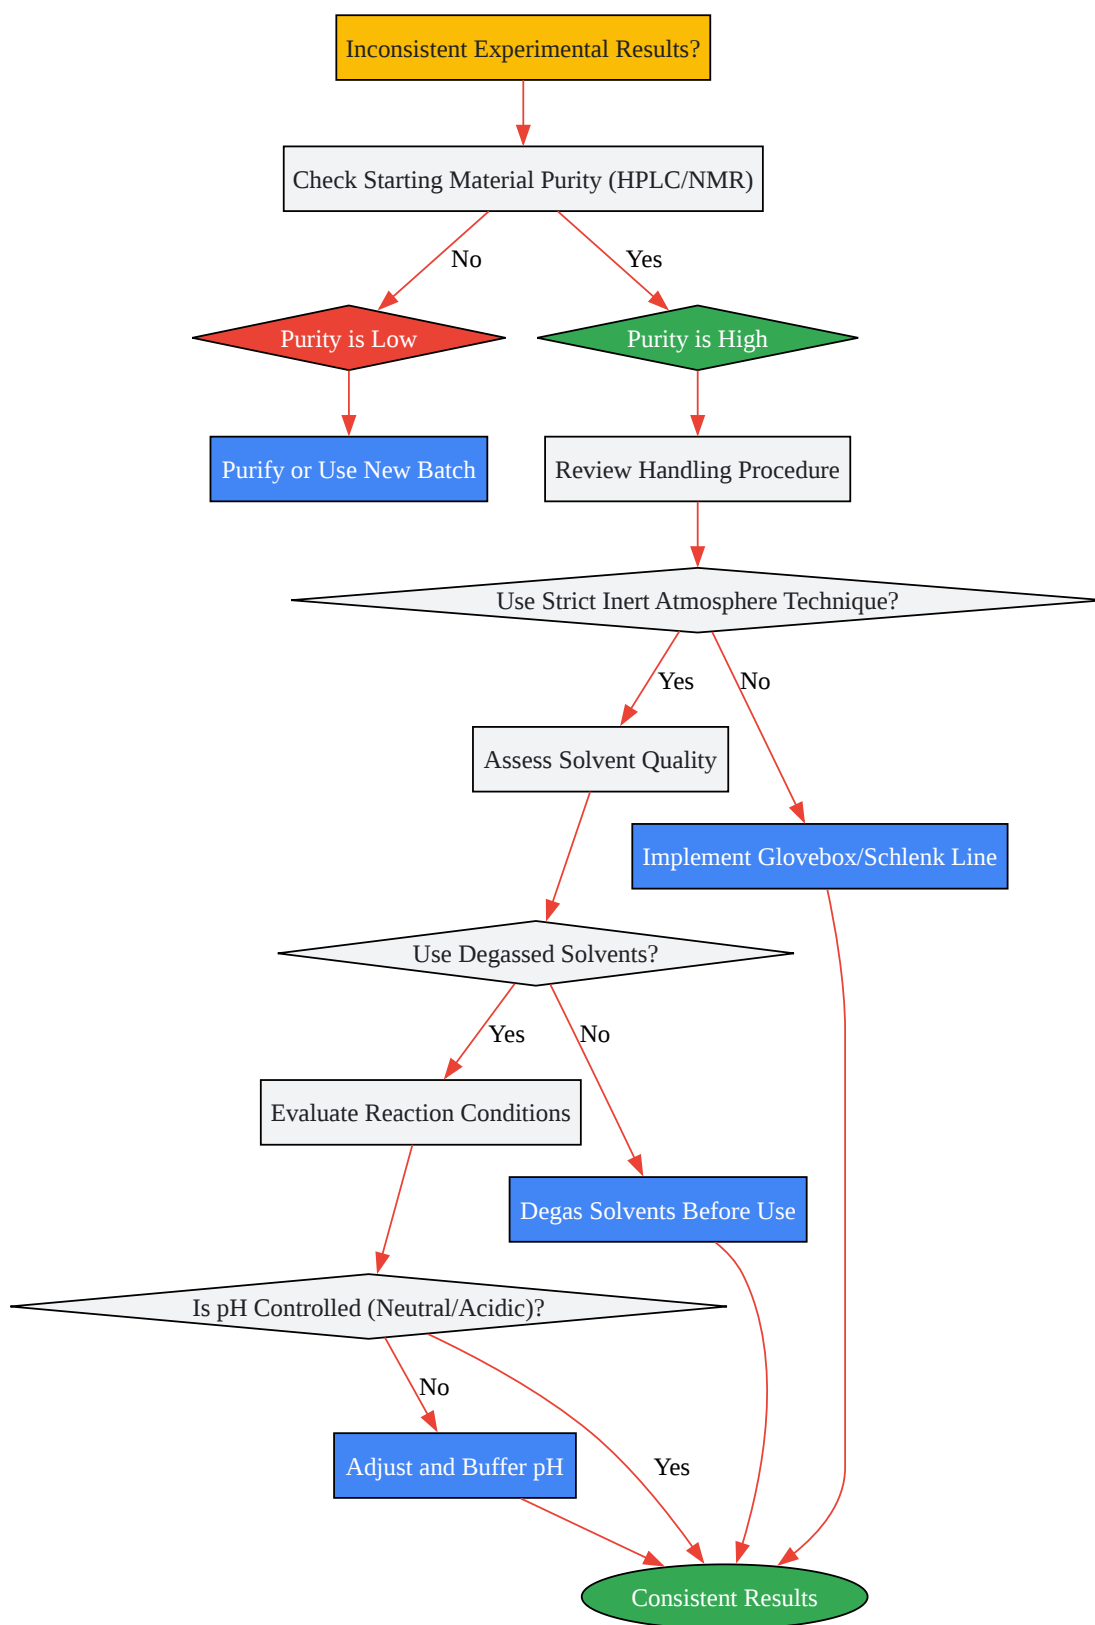 Inconsistent Experimental Results?
Check Starting Material Purity (HPLC/NMR)
No
Yes
Purity is Low
Purity is High
Purify or Use New Batch
Review Handling Procedure
Use Strict Inert Atmosphere Technique?
Yes
No
Assess Solvent Quality
Implement Glovebox/Schlenk Line
Use Degassed Solvents?
Yes
No
Evaluate Reaction Conditions
Degas Solvents Before Use
Is pH Controlled (Neutral/Acidic)?
No
Adjust and Buffer pH
Yes
Consistent Results